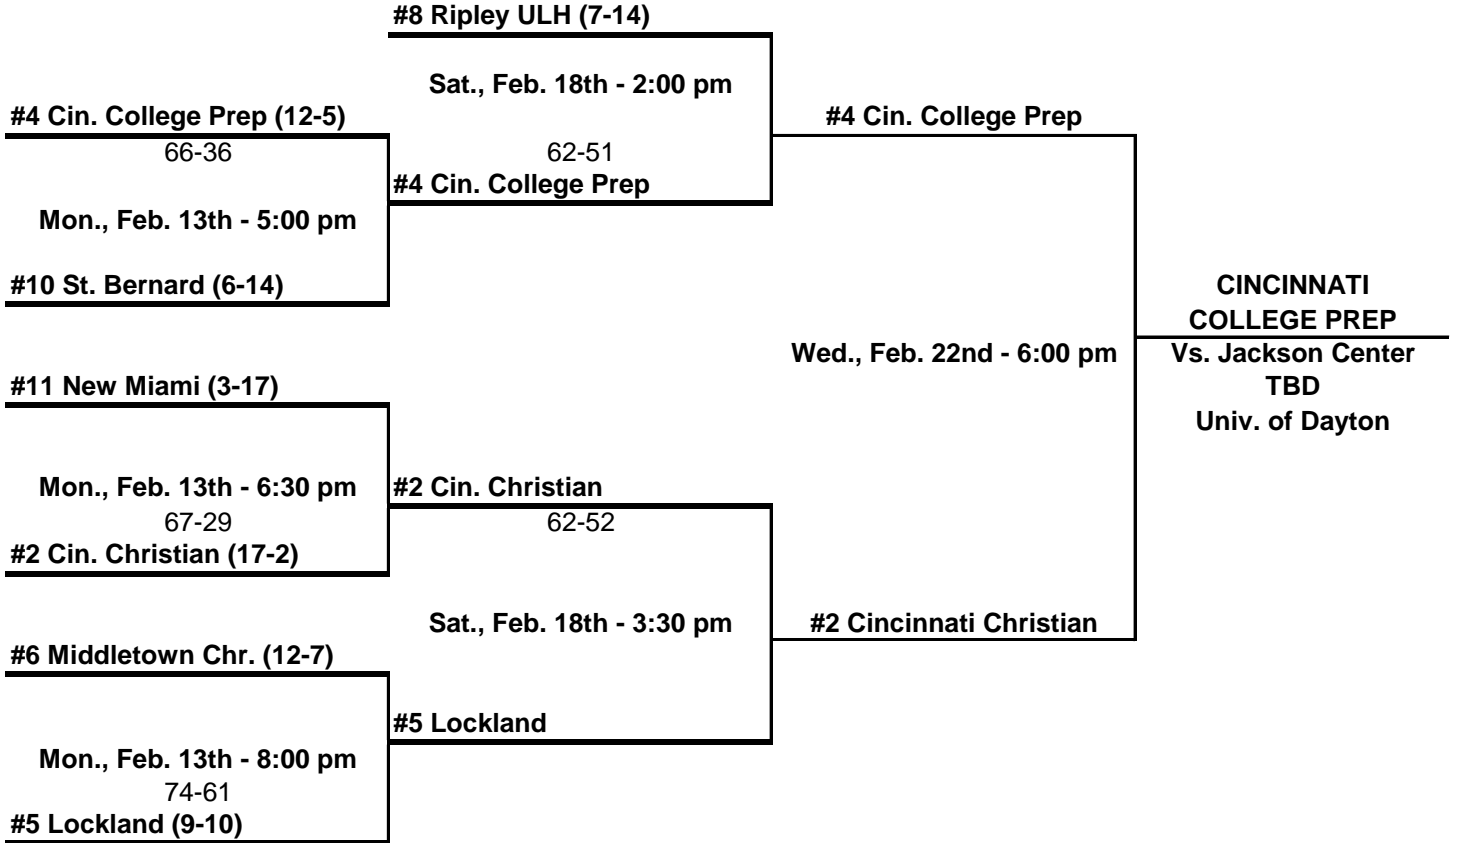 #8 Ripley ULH (7-14)
Sat., Feb. 18th - 2:00 pm
#4 Cin. College Prep (12-5)
#4 Cin. College Prep
66-36
62-51
#4 Cin. College Prep
Mon., Feb. 13th - 5:00 pm
#10 St. Bernard (6-14)
CINCINNATI
COLLEGE PREP
Wed., Feb. 22nd - 6:00 pm
Vs. Jackson Center
#11 New Miami (3-17)
TBD
Univ. of Dayton
Mon., Feb. 13th - 6:30 pm
#2 Cin. Christian
67-29
62-52
#2 Cin. Christian (17-2)
Sat., Feb. 18th - 3:30 pm
#2 Cincinnati Christian
#6 Middletown Chr. (12-7)
#5 Lockland
Mon., Feb. 13th - 8:00 pm
74-61
#5 Lockland (9-10)